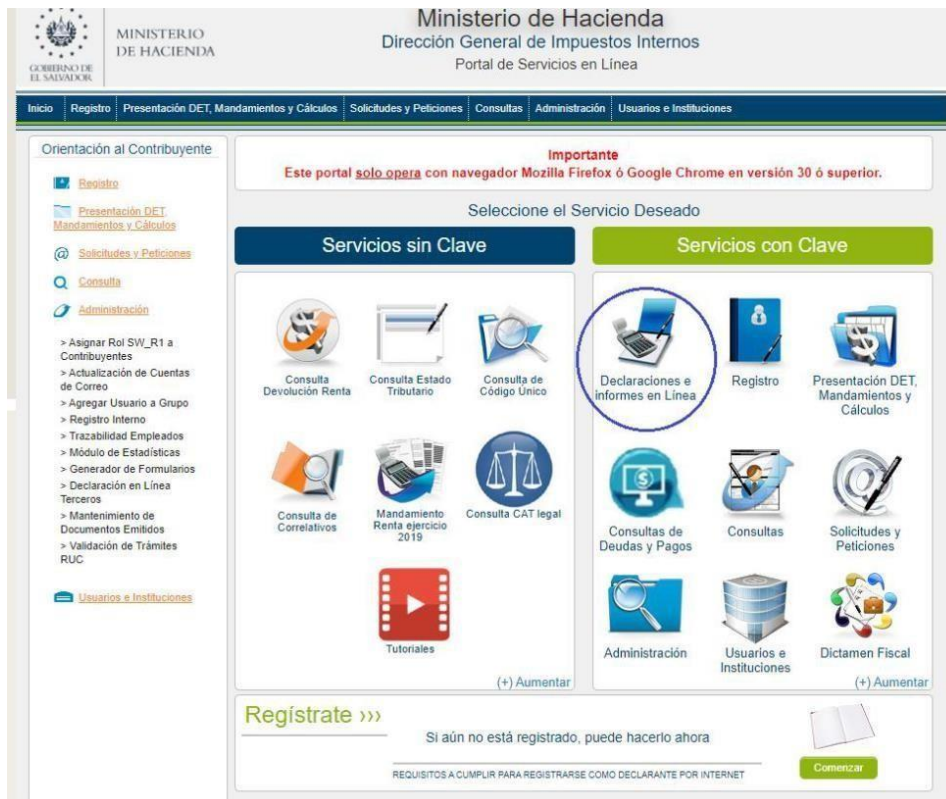 GOBIERNO DE
EL SALVADOR
MINISTERIO
DE HACIENDA
Ministerio de Hacienda
Dirección General de Impuestos Internos
Portal de Servicios en Línea
Inicio Registro Presentación DET, Mandamientos y Cálculos Solicitudes y Peticiones Consultas Administración Usuarios e Instituciones
Orientación al Contribuyente
Registro
Presentación DET,
Mandamientos y Cálculos
Solicitudes y Peticiones
Consulta
Administración
> Asignar Rol SW_R1 a
Contribuyentes
> Actualización de Cuentas
de Correo
> Agregar Usuario a Grupo
> Registro Interno
> Trazabilidad Empleados
> Módulo de Estadísticas
> Generador de Formularios
> Declaración en Línea
Terceros
> Mantenimiento de
Documentos Emitidos
> Validación de Trámites
RUC
Usuarios e Instituciones
Importante
Este portal solo opera con navegador Mozilla Firefox ó Google Chrome en versión 30 ó superior.
Seleccione el Servicio Deseado
Servicios sin Clave
Consulta
Devolución Renta
Consulta Estado
Tributario
Consulta de
Código Único
Consulta de
Correlativos
Mandamiento
Renta ejercicio
2019
Consulta CAT legal
Tutoriales
(+) Aumentar
Servicios con Clave
Declaraciones e
informes en Línea
Registro
Presentación DET,
Mandamientos y
Cálculos
Consultas de
Deudas y Pagos
Consultas
Solicitudes y
Peticiones
Administración
Usuarios e
Instituciones
Dictamen Fiscal
(+) Aumentar
Regístrate ›››
Si aún no está registrado, puede hacerlo ahora
REQUISITOS A CUMPLIR PARA REGISTRARSE COMO DECLARANTE POR INTERNET
Comenzar